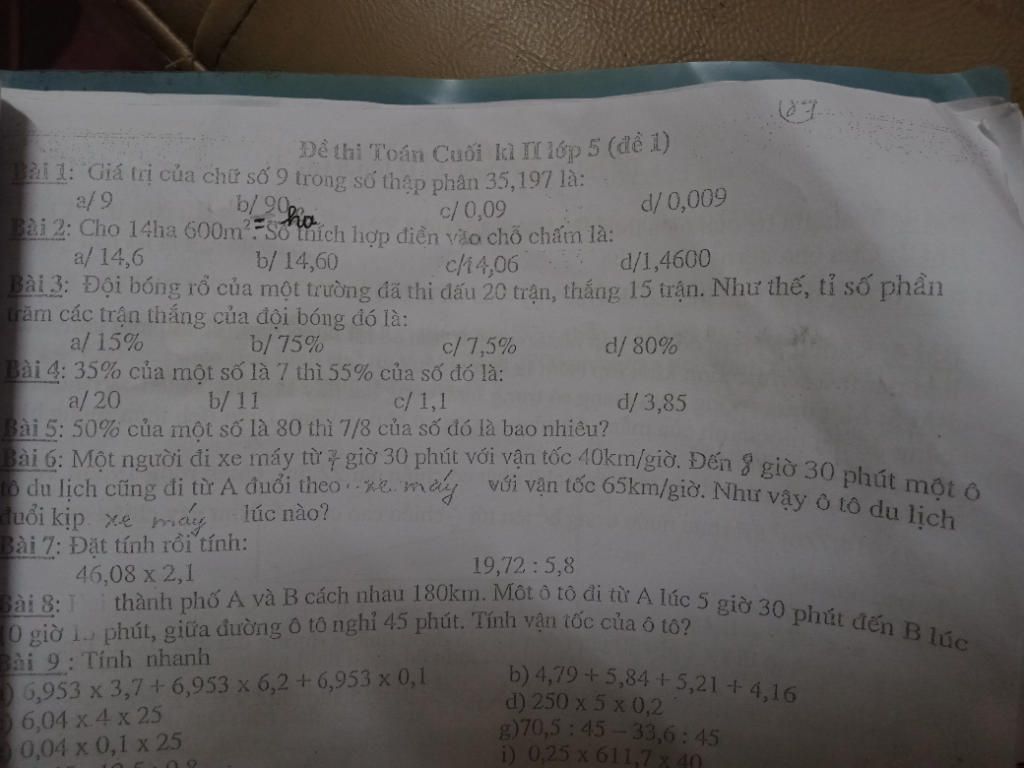 Đề thi Toán Cuối kì II lớp 5 (đề 1)
Bài 1: Giá trị của chữ số 9 trong số thập phân 35,197 là:
a/ 9 b/ 90 c/ 0,09 d/ 0,009
Bài 2: Cho 14ha 600m² = ha. Số thích hợp điền vào chỗ chấm là:
a/ 14,6 b/ 14,60 c/14,06 d/1,4600
Bài 3: Đội bóng rổ của một trường đã thi đấu 20 trận, thắng 15 trận. Như thế, tỉ số phần
trăm các trận thắng của đội bóng đó là:
a/ 15% b/ 75% c/ 7,5% d/ 80%
Bài 4: 35% của một số là 7 thì 55% của số đó là:
a/ 20 b/ 11 c/ 1,1 d/ 3,85
Bài 5: 50% của một số là 80 thì 7/8 của số đó là bao nhiêu?
Bài 6: Một người đi xe máy từ 7 giờ 30 phút với vận tốc 40km/giờ. Đến 8 giờ 30 phút một ô
tô du lịch cũng đi từ A đuổi theo xe máy với vận tốc 65km/giờ. Như vậy ô tô du lịch
đuổi kịp xe máy lúc nào?
Bài 7: Đặt tính rồi tính:
46,08 x 2,1 19,72 : 5,8
Bài 8: thành phố A và B cách nhau 180km. Một ô tô đi từ A lúc 5 giờ 30 phút đến B lúc
10 giờ phút, giữa đường ô tô nghỉ 45 phút. Tính vận tốc của ô tô?
Bài 9 : Tính nhanh
) 6,953 x 3,7 + 6,953 x 6,2 + 6,953 x 0,1 b) 4,79 + 5,84 + 5,21 + 4,16
) 6,04 x 4 x 25 d) 250 x 5 x 0,2
) 0,04 x 0,1 x 25 g)70,5 : 45 – 33,6 : 45
i) 0,25 x 611,7 x 40